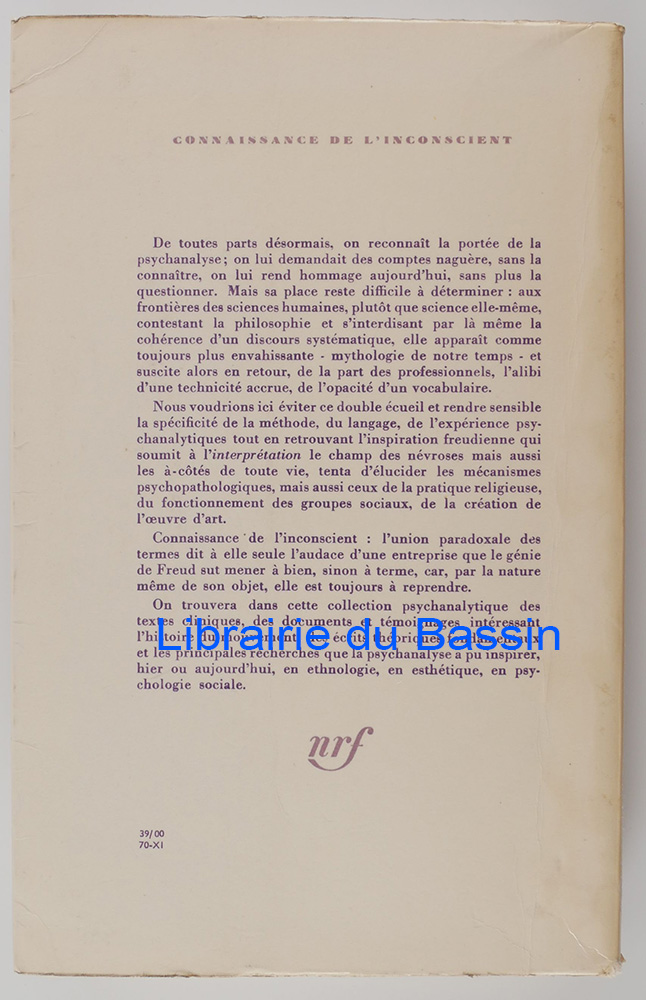 CONNAISSANCE DE L'INCONSCIENT
De toutes parts désormais, on reconnaît la portée de la
psychanalyse ; on lui demandait des comptes naguère, sans la
connaître, on lui rend hommage aujourd'hui, sans plus la
questionner. Mais sa place reste difficile à déterminer : aux
frontières des sciences humaines, plutôt que science elle-même,
contestant la philosophie et s'interdisant par là même la
cohérence d'un discours systématique, elle apparaît comme
toujours plus envahissante - mythologie de notre temps - et
suscite alors en retour, de la part des professionnels, l'alibi
d'une technicité accrue, de l'opacité d'un vocabulaire.
Nous voudrions ici éviter ce double écueil et rendre sensible
la spécificité de la méthode, du langage, de l'expérience psy-
chanalytiques tout en retrouvant l'inspiration freudienne qui
soumit à l'interprétation le champ des névroses mais aussi
les à-côtés de toute vie, tenta d'élucider les mécanismes
psychopathologiques, mais aussi ceux de la pratique religieuse,
du fonctionnement des groupes sociaux, de la création de
l'œuvre d'art.
Connaissance de l'inconscient : l'union paradoxale des
termes dit à elle seule l'audace d'une entreprise que le génie
de Freud sut mener à bien, sinon à terme, car, par la nature
même de son objet, elle est toujours à reprendre.
On trouvera dans cette collection psychanalytique des
textes cliniques, des documents et témoignages intéressant
l'histoire du mouvement, des écrits théoriques fondamentaux
et les principales recherches que la psychanalyse a pu inspirer,
hier ou aujourd'hui, en ethnologie, en esthétique, en psy-
chologie sociale.
Librairie du Bassin
nrf
39/00
70-XI